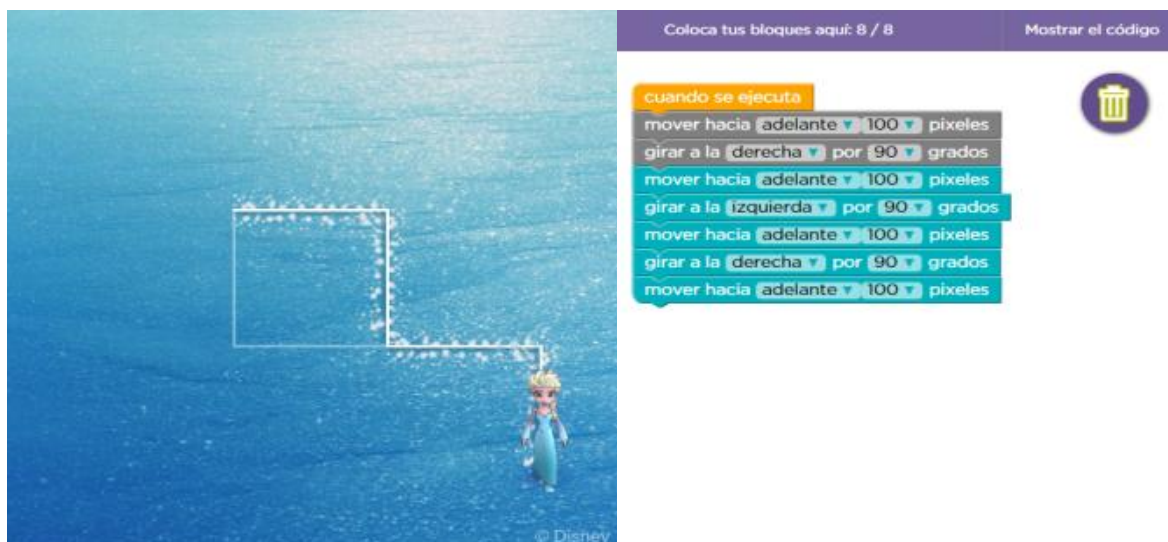 Coloca tus bloques aquí: 8 / 8
Mostrar el código
cuando se ejecuta
mover hacia adelante ▼ 100 ▼ pixeles
girar a la derecha ▼ por 90 ▼ grados
mover hacia adelante ▼ 100 ▼ pixeles
girar a la izquierda ▼ por 90 ▼ grados
mover hacia adelante ▼ 100 ▼ pixeles
girar a la derecha ▼ por 90 ▼ grados
mover hacia adelante ▼ 100 ▼ pixeles
© Disney